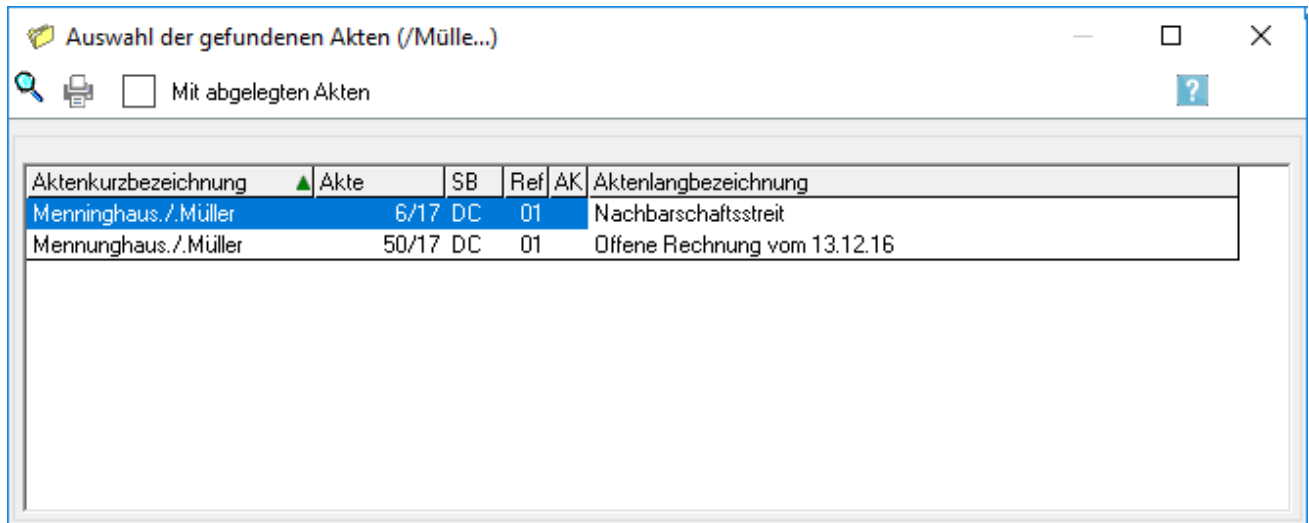 Auswahl der gefundenen Akten (/Mülle...)
Mit abgelegten Akten ?
Aktenkurzbezeichnung Akte SB Ref AK Aktenlangbezeichnung
Menninghaus./.Müller 6/17 DC 01 Nachbarschaftsstreit
Mennunghaus./.Müller 50/17 DC 01 Offene Rechnung vom 13.12.16